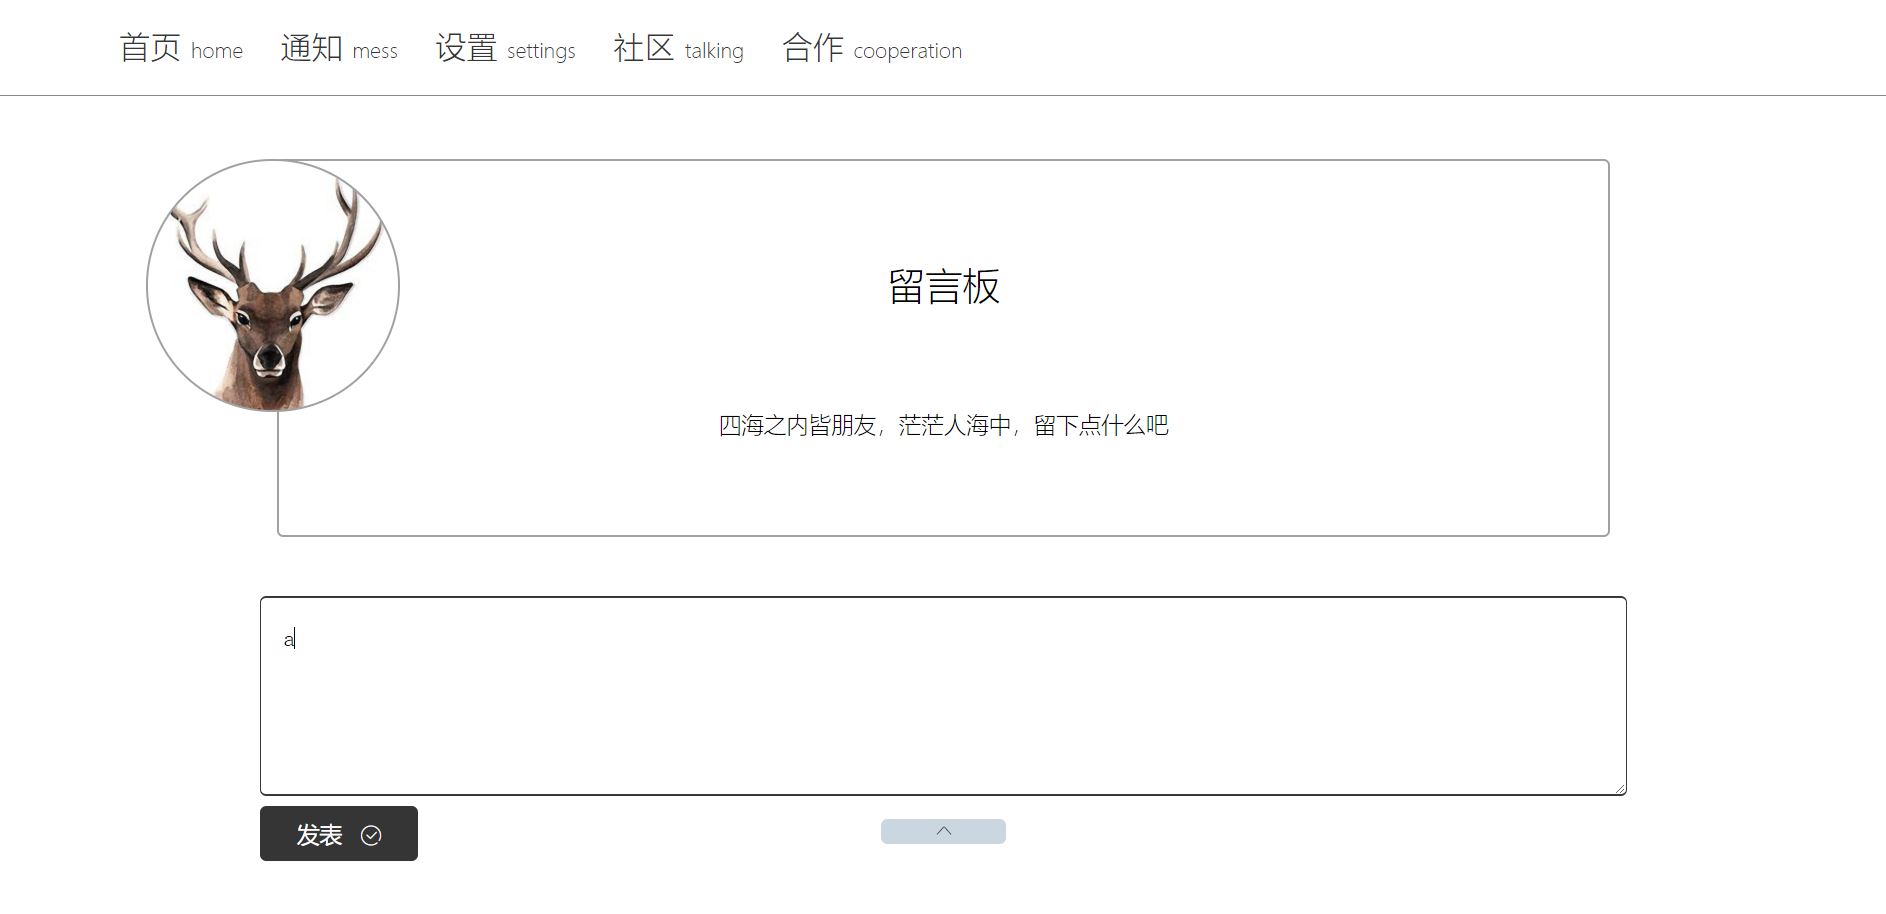 首页 home 通知 mess 设置 settings 社区 talking 合作 cooperation
留言板
四海之内皆朋友，茫茫人海中，留下点什么吧
a
发表